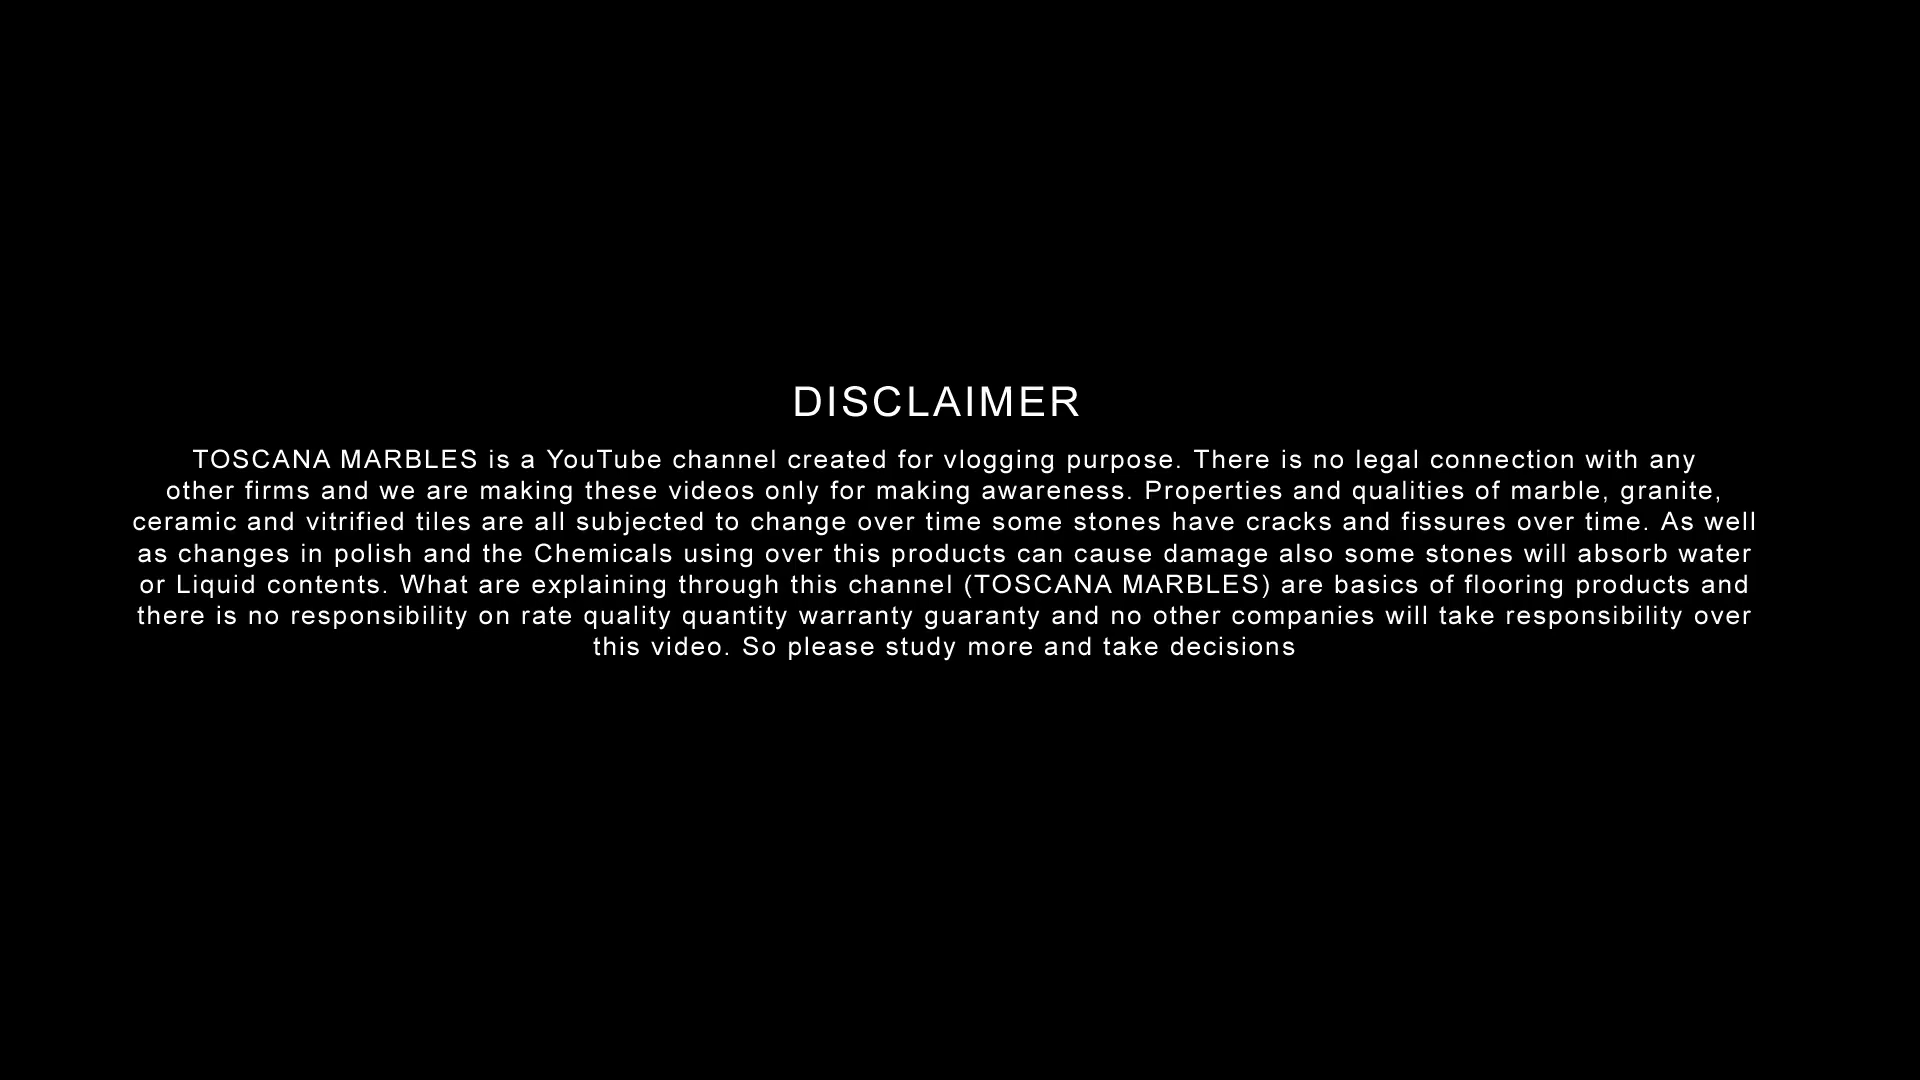 DISCLAIMER
TOSCANA MARBLES is a YouTube channel created for vlogging purpose. There is no legal connection with any
other firms and we are making these videos only for making awareness. Properties and qualities of marble, granite,
ceramic and vitrified tiles are all subjected to change over time some stones have cracks and fissures over time. As well
as changes in polish and the Chemicals using over this products can cause damage also some stones will absorb water
or Liquid contents. What are explaining through this channel (TOSCANA MARBLES) are basics of flooring products and
there is no responsibility on rate quality quantity warranty guaranty and no other companies will take responsibility over
this video. So please study more and take decisions